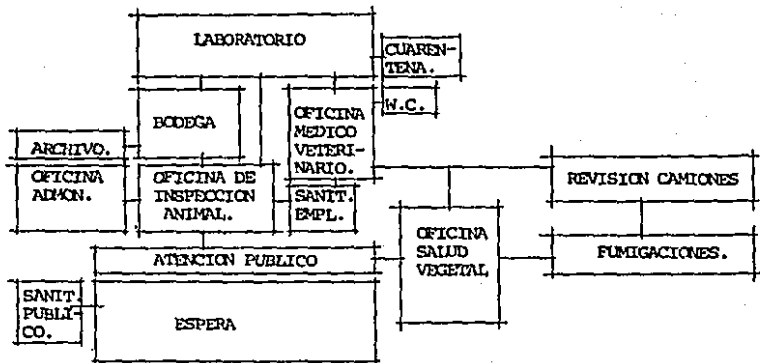 LABORATORIO
CUAREN-
TENA.
W.C.
BODEGA
OFICINA
MEDICO
VETERI-
NARIO.
ARCHIVO.
OFICINA
ADMON.
OFICINA DE
INSPECCION
ANIMAL.
SANIT.
EMPL.
REVISION CAMIONES
OFICINA
SALUD
VEGETAL
FUMIGACIONES.
ATENCION PUBLICO
SANIT.
PUBLI-
CO.
ESPERA